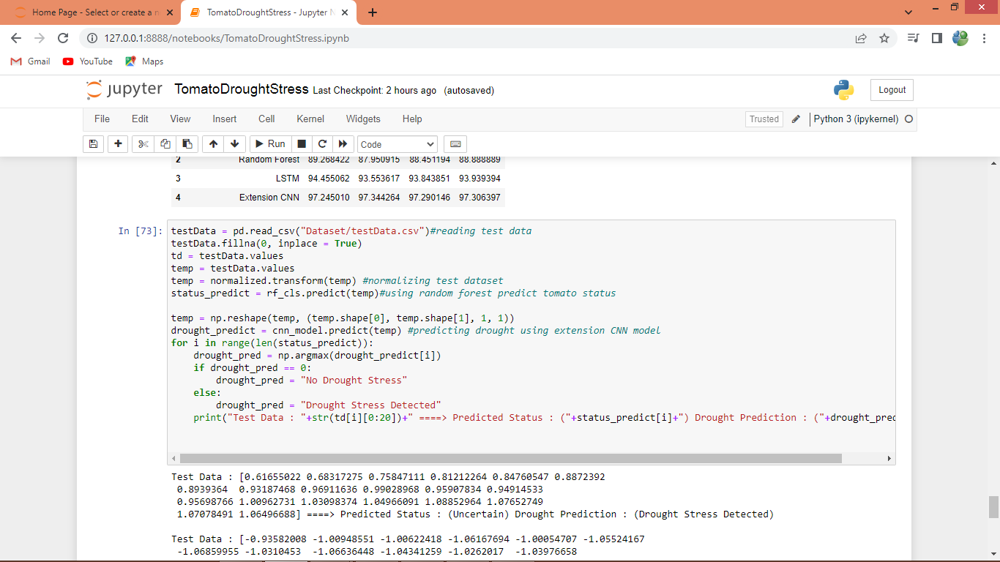 Home Page - Select or create a n
TomatoDroughtStress - Jupyter N
127.0.0.1:8888/notebooks/TomatoDroughtStress.ipynb
Gmail YouTube Maps
jupyter TomatoDroughtStress Last Checkpoint: 2 hours ago (autosaved)
Logout
File Edit View Insert Cell Kernel Widgets Help
Trusted Python 3 (ipykernel)
Run Code
2 Random Forest 89.268422 87.950915 88.451194 88.888889
3 LSTM 94.455062 93.553617 93.843851 93.939394
4 Extension CNN 97.245010 97.344264 97.290146 97.306397
In [73]: testData = pd.read_csv("Dataset/testData.csv")#reading test data
testData.fillna(0, inplace = True)
td = testData.values
temp = testData.values
temp = normalized.transform(temp) #normalizing test dataset
status_predict = rf_cls.predict(temp)#using random forest predict tomato status
temp = np.reshape(temp, (temp.shape[0], temp.shape[1], 1, 1))
drought_predict = cnn_model.predict(temp) #predicting drought using extension CNN model
for i in range(len(status_predict)):
    drought_pred = np.argmax(drought_predict[i])
    if drought_pred == 0:
        drought_pred = "No Drought Stress"
    else:
        drought_pred = "Drought Stress Detected"
    print("Test Data : "+str(td[i][0:20])+" ====> Predicted Status : ("+status_predict[i]+") Drought Prediction : ("+drought_pred
Test Data : [0.61655022 0.68317275 0.75847111 0.81212264 0.84760547 0.8872392
 0.8939364  0.93187468 0.96911636 0.99028968 0.95907834 0.94914533
 0.95698766 1.00962731 1.03098374 1.04966091 1.08852964 1.07652749
 1.07078491 1.06496688] ====> Predicted Status : (Uncertain) Drought Prediction : (Drought Stress Detected)
Test Data : [-0.93582008 -1.00948551 -1.00622418 -1.06167694 -1.00054707 -1.05524167
 -1.06859955 -1.0310453  -1.06636448 -1.04341259 -1.0262017  -1.03976658